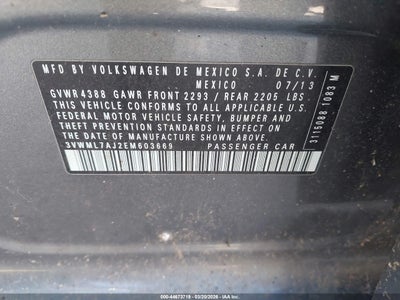 MFD BY VOLKSWAGEN DE MEXICO S.A. DE C.V.
MEXICO 07/13
GVWR 4388 GAWR FRONT 2293 / REAR 2205 LBS.
THIS VEHICLE CONFORMS TO ALL APPLICABLE U.S.
FEDERAL MOTOR VEHICLE SAFETY, BUMPER AND
THEFT PREVENTION STANDARDS IN EFFECT ON THE
DATE OF MANUFACTURE SHOWN ABOVE
3VWML7AJ2EM603669 PASSENGER CAR
3115088 1083 M
000-44673718 - 03/20/2026 - IAA Inc.